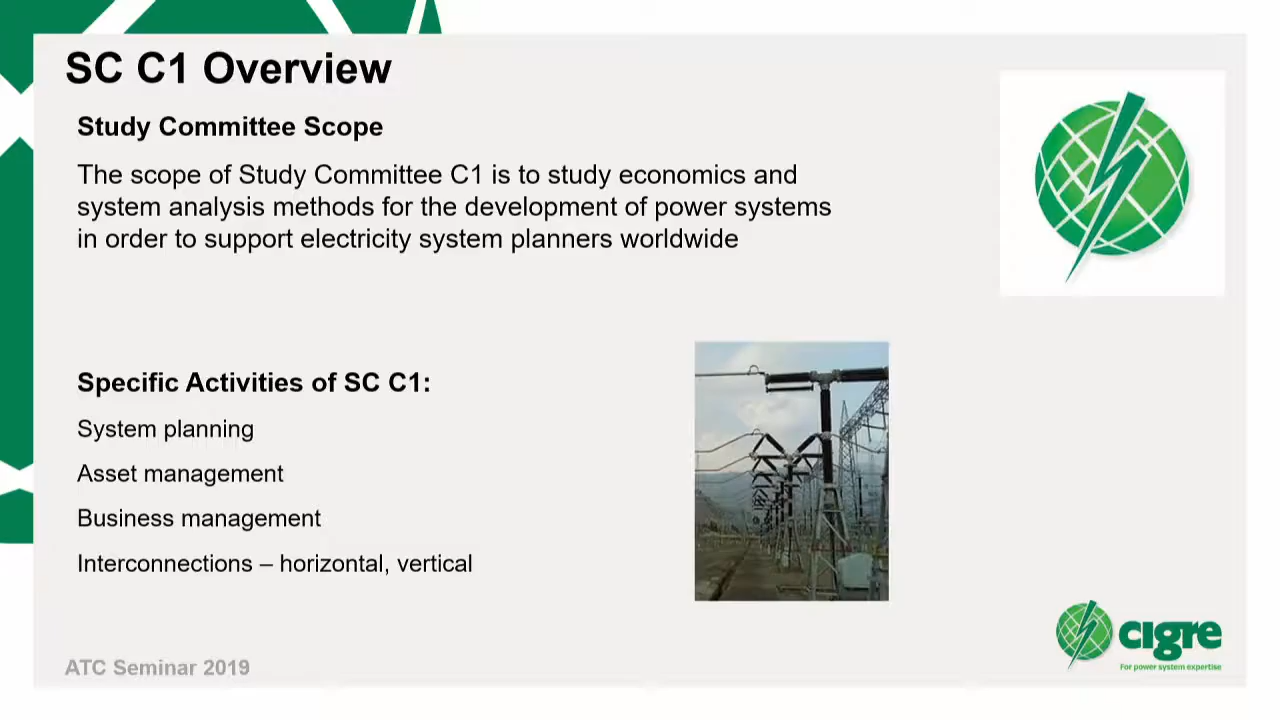 SC C1 Overview
Study Committee Scope
The scope of Study Committee C1 is to study economics and
system analysis methods for the development of power systems
in order to support electricity system planners worldwide
Specific Activities of SC C1:
System planning
Asset management
Business management
Interconnections – horizontal, vertical
ATC Seminar 2019
cigre
For power system expertise